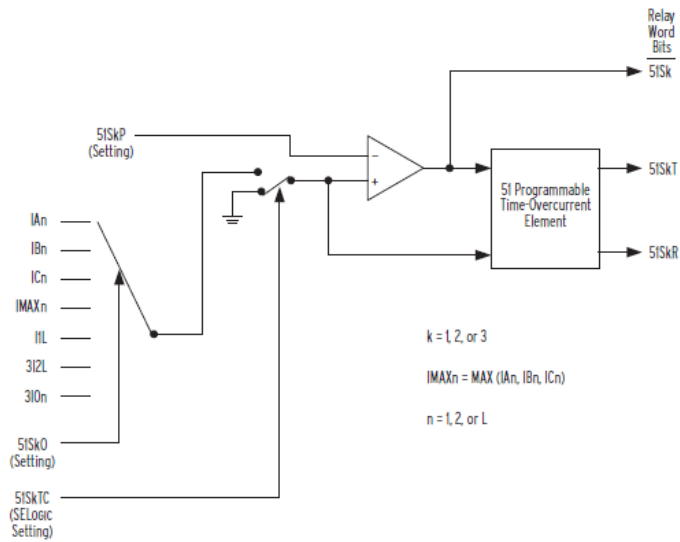 Relay
Word
Bits
51Sk
51SkP
(Setting)
–
+
51 Programmable
Time-Overcurrent
Element
51SkT
51SkR
IAn
IBn
ICn
IMAXn
I1L
3I2L
3I0n
51SkO
(Setting)
51SkTC
(SELOGIC
Setting)
k = 1, 2, or 3
IMAXn = MAX (IAn, IBn, ICn)
n = 1, 2, or L